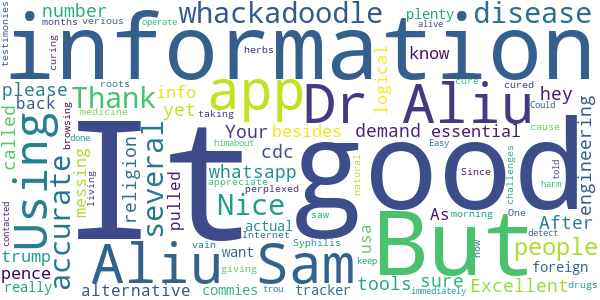 months verious operate
testimonies number whackadoodle plenty disease
curing herbs alive
information
please Thank app logical know cure cured
roots info Dr Aliu hey Could
back medicine taking yet
browsing Your besides demand essential cause
called Using accurate done messing living several religion cdc It good engineering
pulled whatsapp perplexed As Since told
Nice appreciate himabout natural morning One challenges harm
contacted trump actual saw usa But After people
pence Internet Syphilis Easy detect
really Aliu vain want Sam keep tools sure now foreign
alternative commies giving tracker trou immediately Excellent drugs